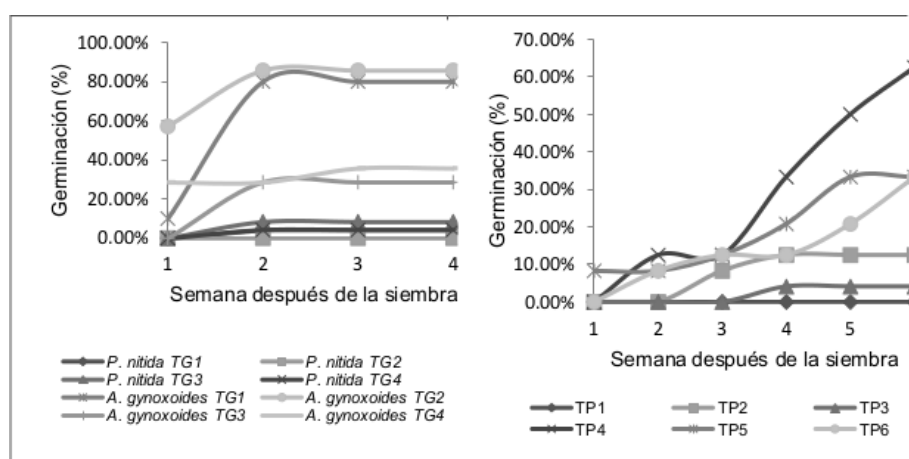 100.00%
80.00%
60.00%
40.00%
20.00%
0.00%
Germinación (%)
1 2 3 4
Semana después de la siembra
P. nitida TG1 P. nitida TG2
P. nitida TG3 P. nitida TG4
A. gynoxoides TG1 A. gynoxoides TG2
A. gynoxoides TG3 A. gynoxoides TG4
70.00%
60.00%
50.00%
40.00%
30.00%
20.00%
10.00%
0.00%
Germinación (%)
1 2 3 4 5
Semana después de la siembra
TP1 TP2 TP3
TP4 TP5 TP6